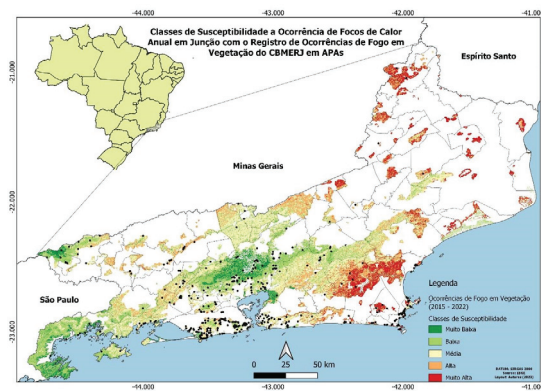 -44.000
-43.000
-42.000
-41.000
Classes de Susceptibilidade a Ocorrência de Focos de Calor
Anual em Junção com o Registro de Ocorrências de Fogo em
Vegetação do CBMERJ em APAs
Espírito Santo
-21.000
Minas Gerais
-22.000
São Paulo
-23.000
Legenda
Ocorrências de Fogo em Vegetação
(2015 - 2022)
Classes de Susceptibilidade
Muito Baixa
Baixa
Média
Alta
Muito Alta
0 25 50 km
-44.000
-43.000
-42.000
-41.000